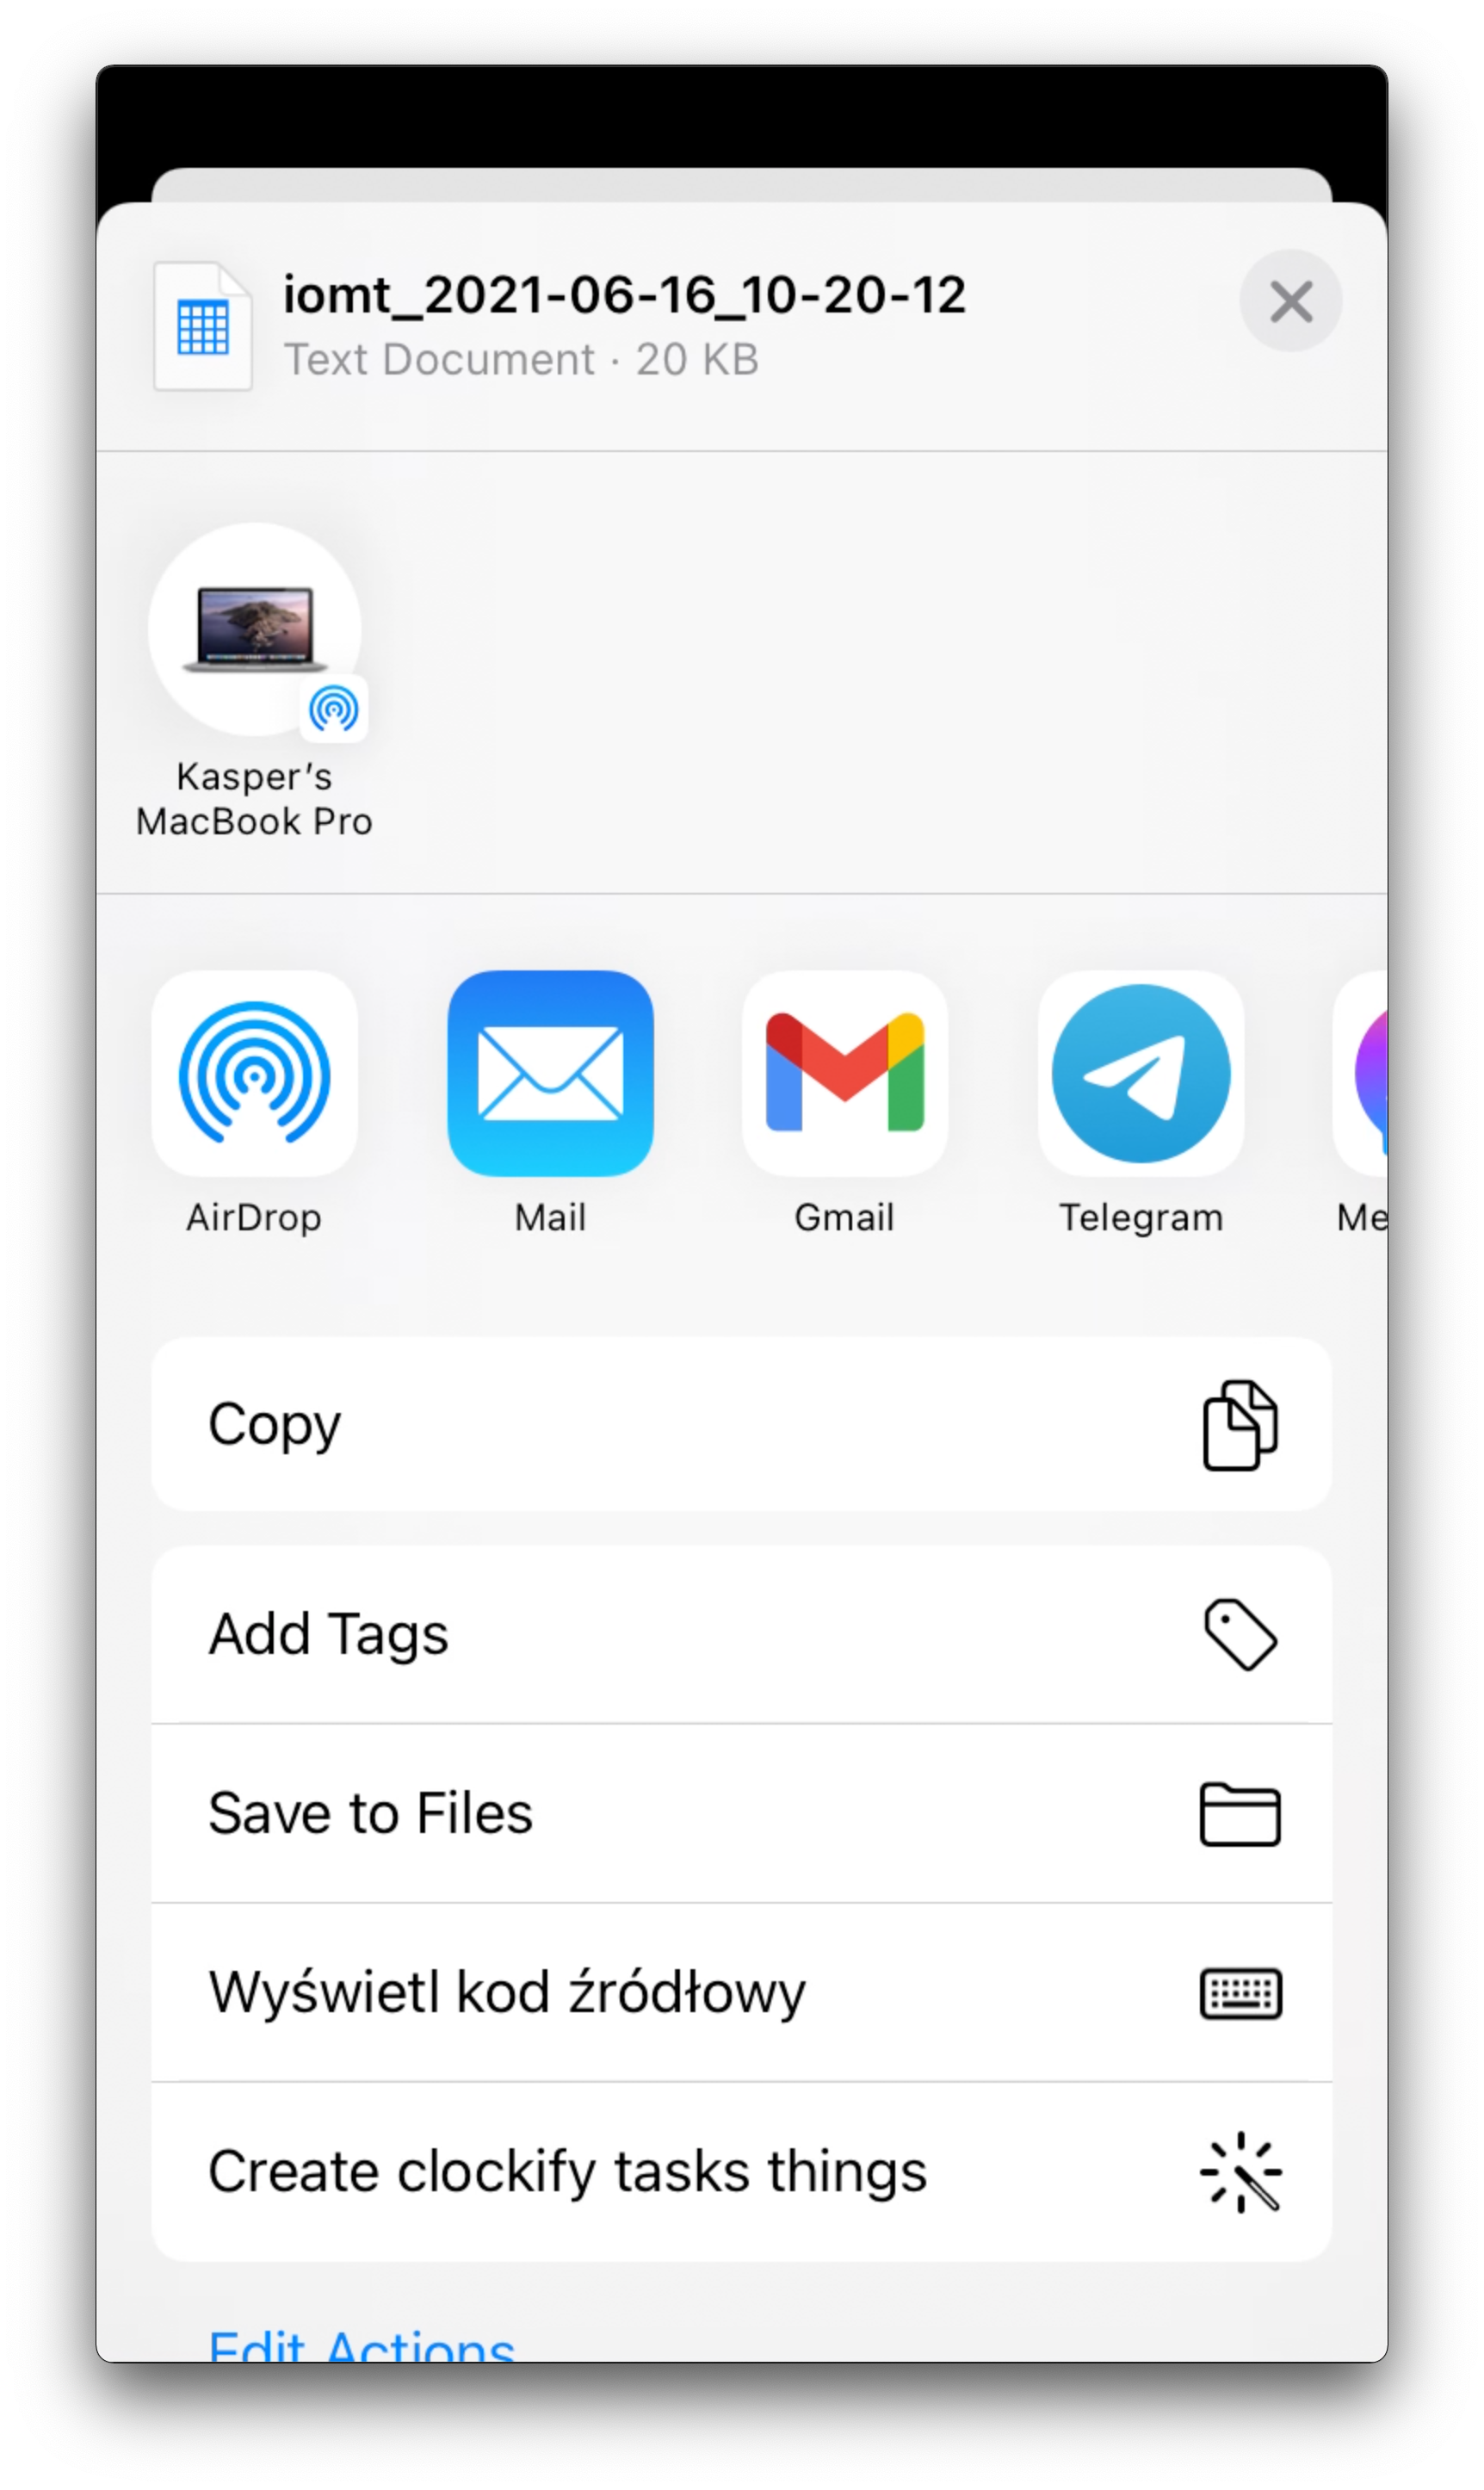 iomt_2021-06-16_10-20-12
Text Document · 20 KB
Kasper’s
MacBook Pro
AirDrop
Mail
Gmail
Telegram
Me
Copy
Add Tags
Save to Files
Wyświetl kod źródłowy
Create clockify tasks things
Edit Actions